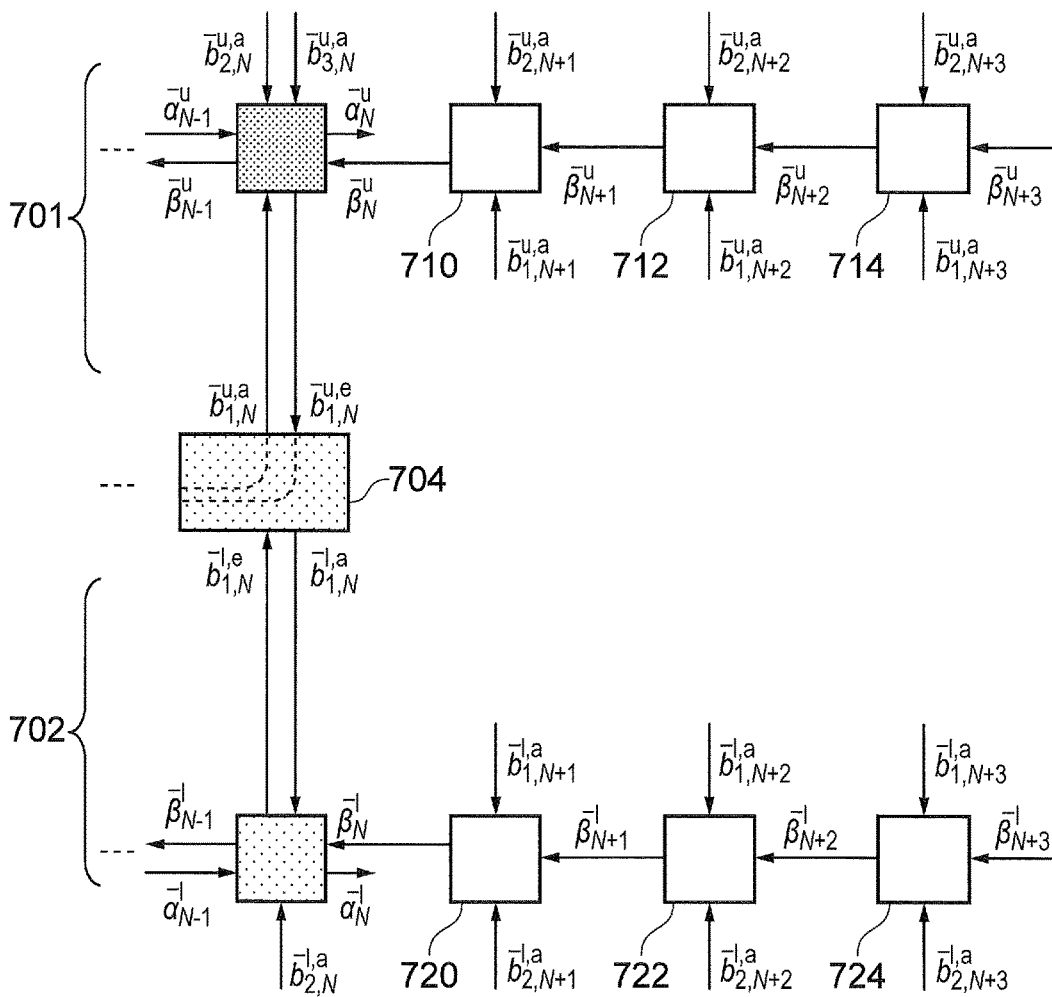 b̄^{u,a}_{2,N} b̄^{u,a}_{3,N} b̄^{u,a}_{2,N+1} b̄^{u,a}_{2,N+2} b̄^{u,a}_{2,N+3}
ᾱ^u_{N-1} ᾱ^u_N
β̄^u_{N-1} β̄^u_N β̄^u_{N+1} β̄^u_{N+2} β̄^u_{N+3}
701
710 b̄^{u,a}_{1,N+1} 712 b̄^{u,a}_{1,N+2} 714 b̄^{u,a}_{1,N+3}
b̄^{u,a}_{1,N} b̄^{u,e}_{1,N}
704
b̄^{l,e}_{1,N} b̄^{l,a}_{1,N}
702
b̄^{l,a}_{1,N+1} b̄^{l,a}_{1,N+2} b̄^{l,a}_{1,N+3}
β̄^l_{N-1} β̄^l_N β̄^l_{N+1} β̄^l_{N+2} β̄^l_{N+3}
ᾱ^l_{N-1} ᾱ^l_N
720 b̄^{l,a}_{2,N+1} 722 b̄^{l,a}_{2,N+2} 724 b̄^{l,a}_{2,N+3}
b̄^{l,a}_{2,N}